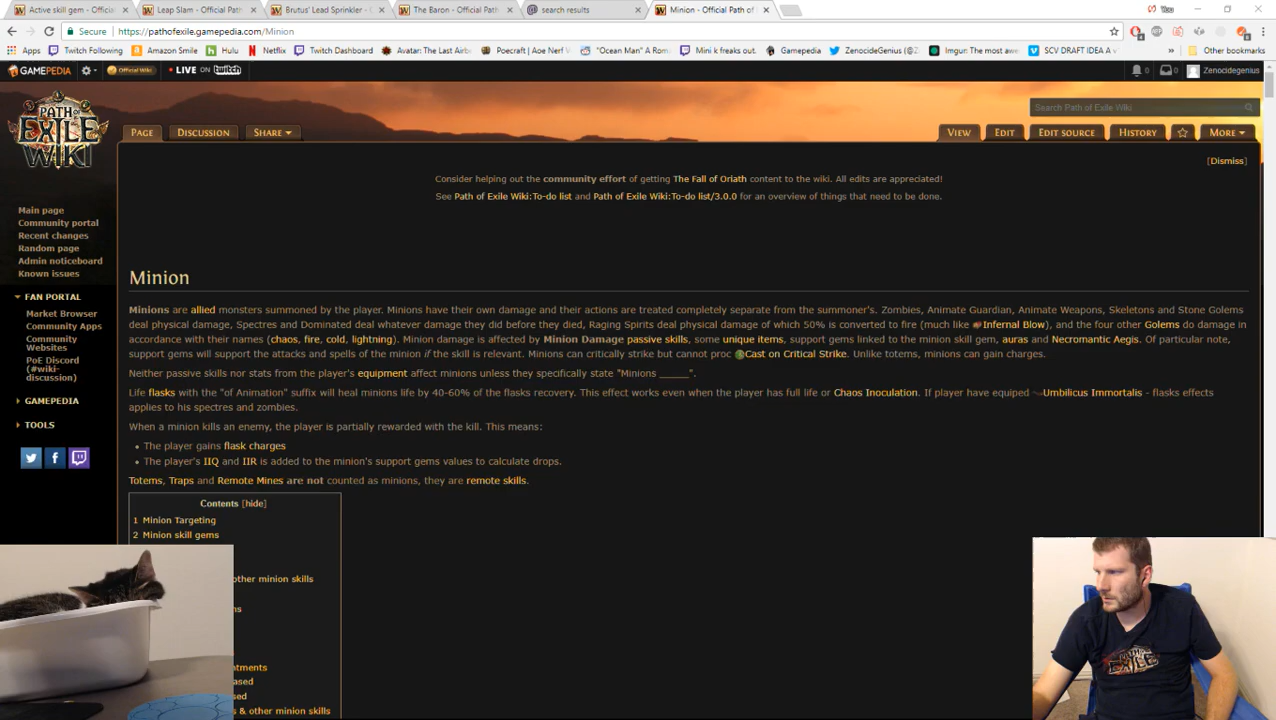 Active skill gem - Offici
Leap Slam - Official Path
Brutus' Lead Sprinkler - O
The Baron - Official Path
search results
Minion - Official Path of
Secure
https://pathofexile.gamepedia.com/Minion
Apps
Twitch Following
Amazon Smile
Hulu
Netflix
Twitch Dashboard
Avatar: The Last Airb
Poecraft | Aoe Nerf V
"Ocean Man" A Rom
Mini k freaks out.
Gamepedia
ZenocideGenius (@Z
Imgur: The most awe
SCV DRAFT IDEA A v
Other bookmarks
GAMEPEDIA
Official Wiki
LIVE ON twitch
0
0
Zenocidegenius
PATH OF EXILE WIKI
Search Path of Exile Wiki
PAGE
DISCUSSION
SHARE
VIEW
EDIT
EDIT SOURCE
HISTORY
MORE
[Dismiss]
Consider helping out the community effort of getting The Fall of Oriath content to the wiki. All edits are appreciated!
See Path of Exile Wiki:To-do list and Path of Exile Wiki:To-do list/3.0.0 for an overview of things that need to be done.
Main page
Community portal
Recent changes
Random page
Admin noticeboard
Known issues
FAN PORTAL
Market Browser
Community Apps
Community
Websites
PoE Discord
(#wiki-
discussion)
GAMEPEDIA
TOOLS
Minion
Minions are allied monsters summoned by the player. Minions have their own damage and their actions are treated completely separate from the summoner's. Zombies, Animate Guardian, Animate Weapons, Skeletons and Stone Golems
deal physical damage, Spectres and Dominated deal whatever damage they did before they died, Raging Spirits deal physical damage of which 50% is converted to fire (much like Infernal Blow), and the four other Golems do damage in
accordance with their names (chaos, fire, cold, lightning). Minion damage is affected by Minion Damage passive skills, some unique items, support gems linked to the minion skill gem, auras and Necromantic Aegis. Of particular note,
support gems will support the attacks and spells of the minion if the skill is relevant. Minions can critically strike but cannot proc Cast on Critical Strike. Unlike totems, minions can gain charges.
Neither passive skills nor stats from the player's equipment affect minions unless they specifically state "Minions _____".
Life flasks with the "of Animation" suffix will heal minions life by 40-60% of the flasks recovery. This effect works even when the player has full life or Chaos Inoculation. If player have equiped Umbilicus Immortalis - flasks effects
applies to his spectres and zombies.
When a minion kills an enemy, the player is partially rewarded with the kill. This means:
The player gains flask charges
The player's IIQ and IIR is added to the minion's support gems values to calculate drops.
Totems, Traps and Remote Mines are not counted as minions, they are remote skills.
Contents [hide]
1 Minion Targeting
2 Minion skill gems
other minion skills
ns
ntments
ased
sed
s & other minion skills
PATH OF EXILE